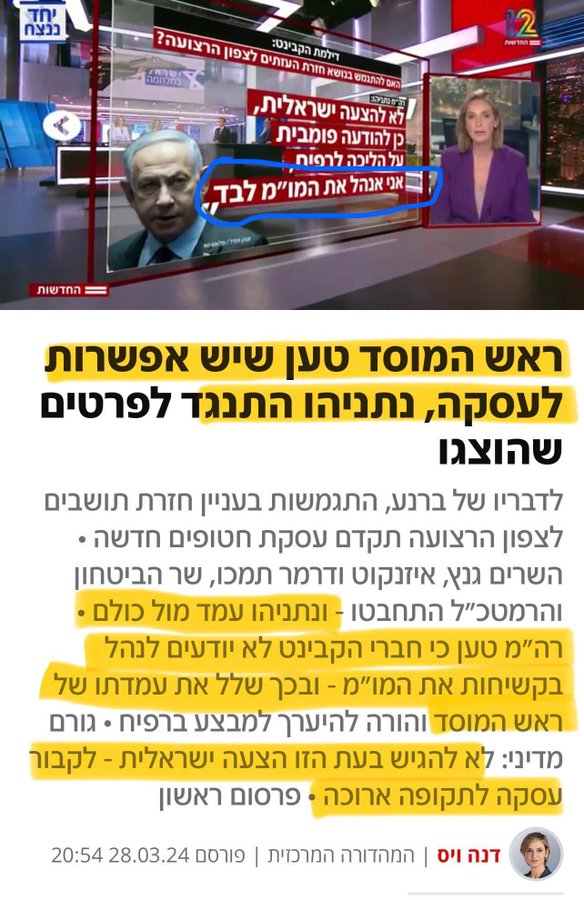 יחד
ננצח
12
החדשות
דילמת הקבינט:
האם להתגמש בנושא חזרת העזתים לצפון הרצועה?
רה"מ נתניהו:
לא להצעה ישראלית,
כן להודעה פומבית
על הליכה לרפיח,
אני אנהל את המו"מ לבד"
החדשות
ראש המוסד טען שיש אפשרות
לעסקה, נתניהו התנגד לפרטים
שהוצגו
לדבריו של ברנע, התגמשות בעניין חזרת תושבים
לצפון הרצועה תקדם עסקת חטופים חדשה •
השרים גנץ, איזנקוט ודרמר תמכו, שר הביטחון
והרמטכ"ל התחבטו - ונתניהו עמד מול כולם •
רה"מ טען כי חברי הקבינט לא יודעים לנהל
בקשיחות את המו"מ - ובכך שלל את עמדתו של
ראש המוסד והורה להיערך למבצע ברפיח • גורם
מדיני: לא להגיש בעת הזו הצעה ישראלית - לקבור
עסקה לתקופה ארוכה • פרסום ראשון
דנה ויס | המהדורה המרכזית | פורסם 28.03.24 20:54